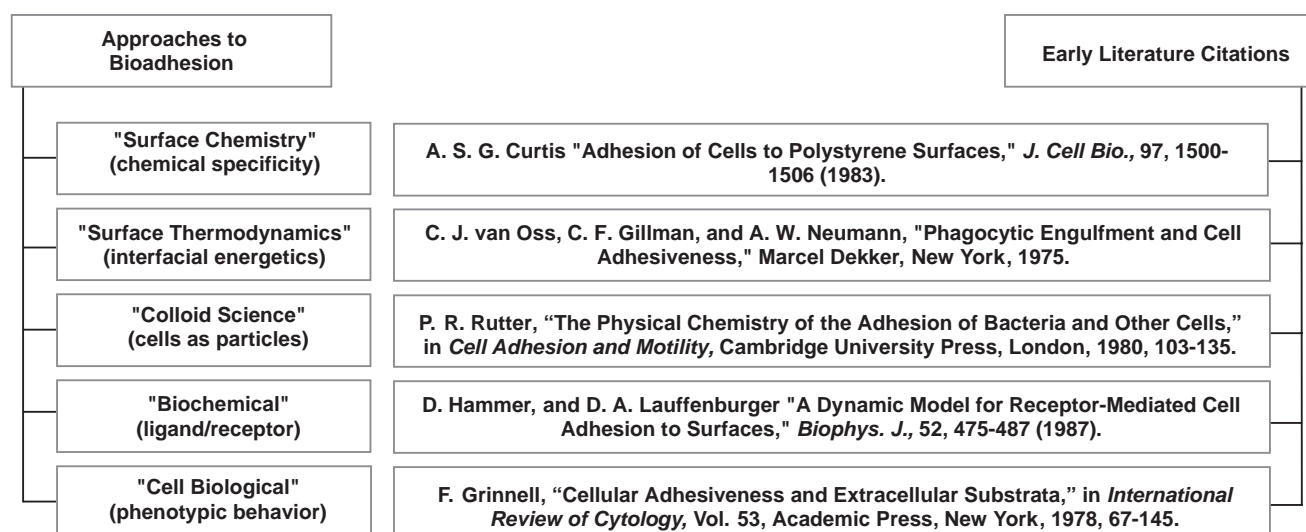 Approaches to
Bioadhesion
Early Literature Citations
"Surface Chemistry"
(chemical specificity)
A. S. G. Curtis "Adhesion of Cells to Polystyrene Surfaces," J. Cell Bio., 97, 1500-
1506 (1983).
"Surface Thermodynamics"
(interfacial energetics)
C. J. van Oss, C. F. Gillman, and A. W. Neumann, "Phagocytic Engulfment and Cell
Adhesiveness," Marcel Dekker, New York, 1975.
"Colloid Science"
(cells as particles)
P. R. Rutter, “The Physical Chemistry of the Adhesion of Bacteria and Other Cells,”
in Cell Adhesion and Motility, Cambridge University Press, London, 1980, 103-135.
"Biochemical"
(ligand/receptor)
D. Hammer, and D. A. Lauffenburger "A Dynamic Model for Receptor-Mediated Cell
Adhesion to Surfaces," Biophys. J., 52, 475-487 (1987).
"Cell Biological"
(phenotypic behavior)
F. Grinnell, “Cellular Adhesiveness and Extracellular Substrata,” in International
Review of Cytology, Vol. 53, Academic Press, New York, 1978, 67-145.